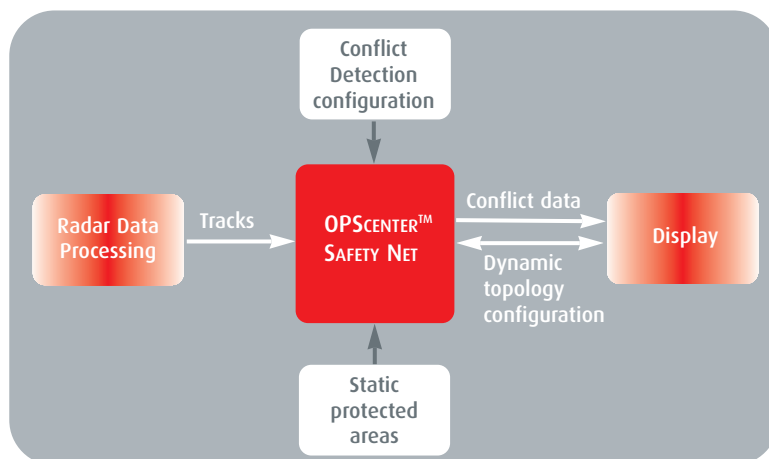 Conflict
Detection
configuration
Radar Data
Processing
Tracks
OPSCENTER™
SAFETY NET
Conflict data
Dynamic
topology
configuration
Display
Static
protected
areas